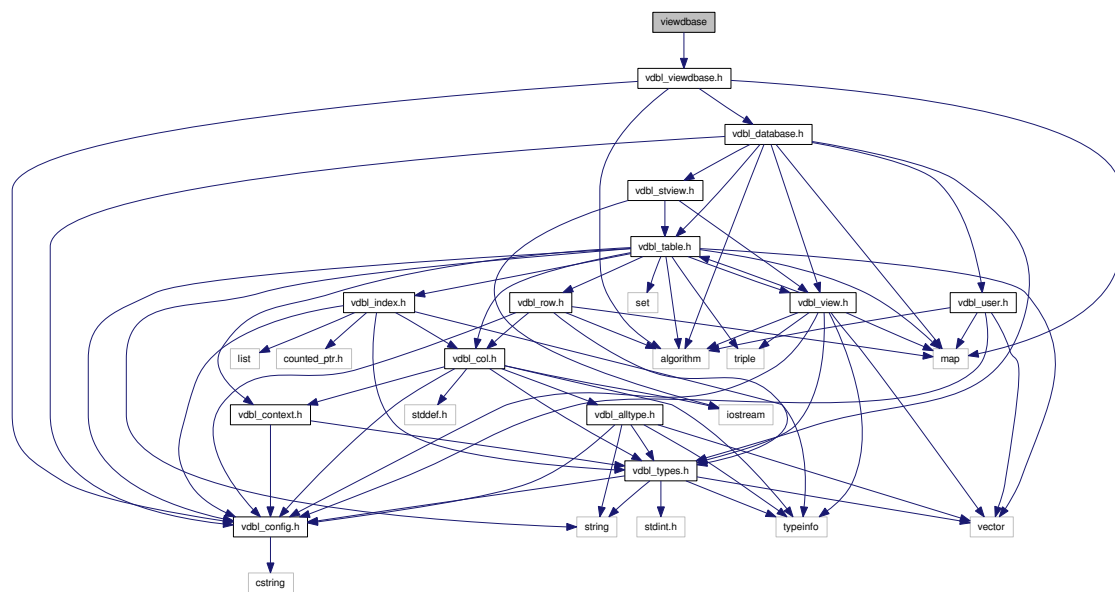 viewdbase
vdbl_viewdbase.h
vdbl_database.h
vdbl_stview.h
vdbl_table.h
vdbl_index.h
vdbl_row.h
set
vdbl_view.h
vdbl_user.h
list
counted_ptr.h
vdbl_col.h
algorithm
triple
map
vdbl_context.h
stddef.h
vdbl_alltype.h
iostream
vdbl_types.h
vdbl_config.h
string
stdint.h
typeinfo
vector
cstring